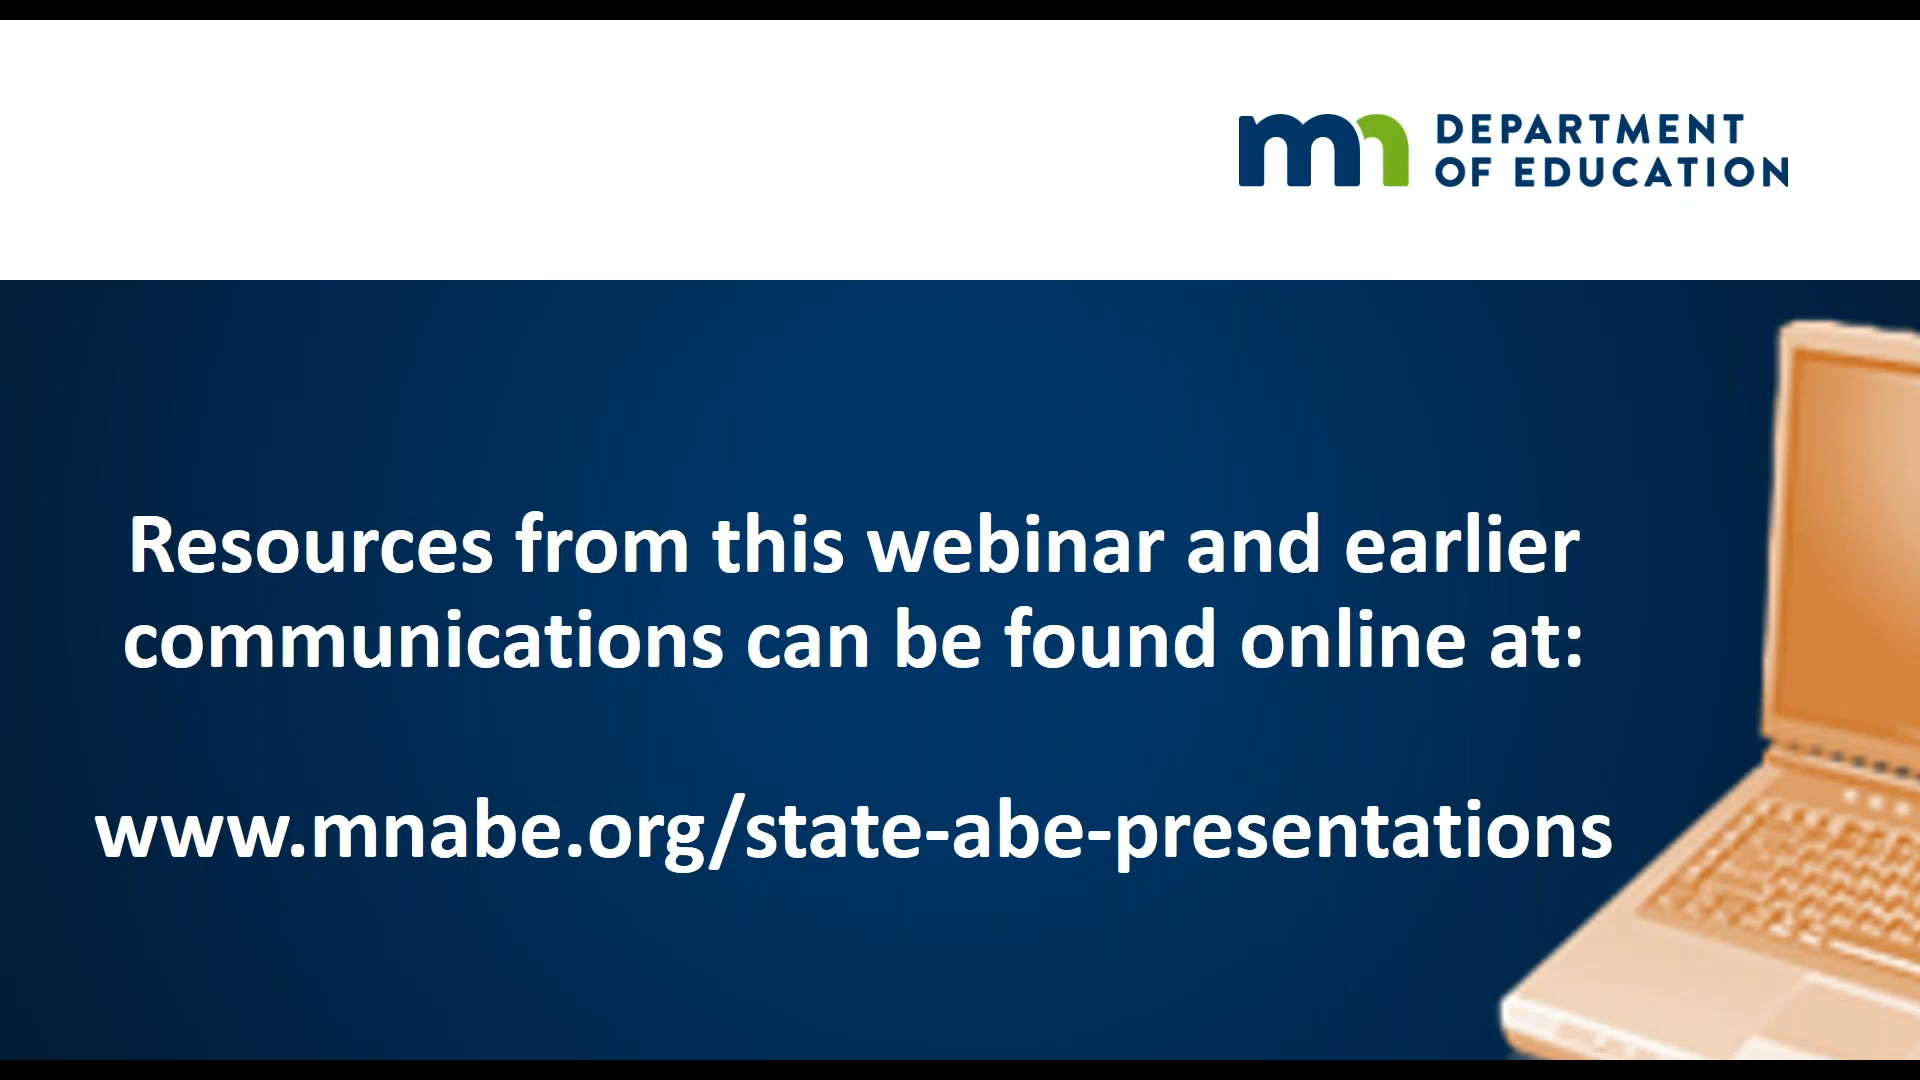 mn DEPARTMENT
OF EDUCATION
Resources from this webinar and earlier
communications can be found online at:
www.mnabe.org/state-abe-presentations